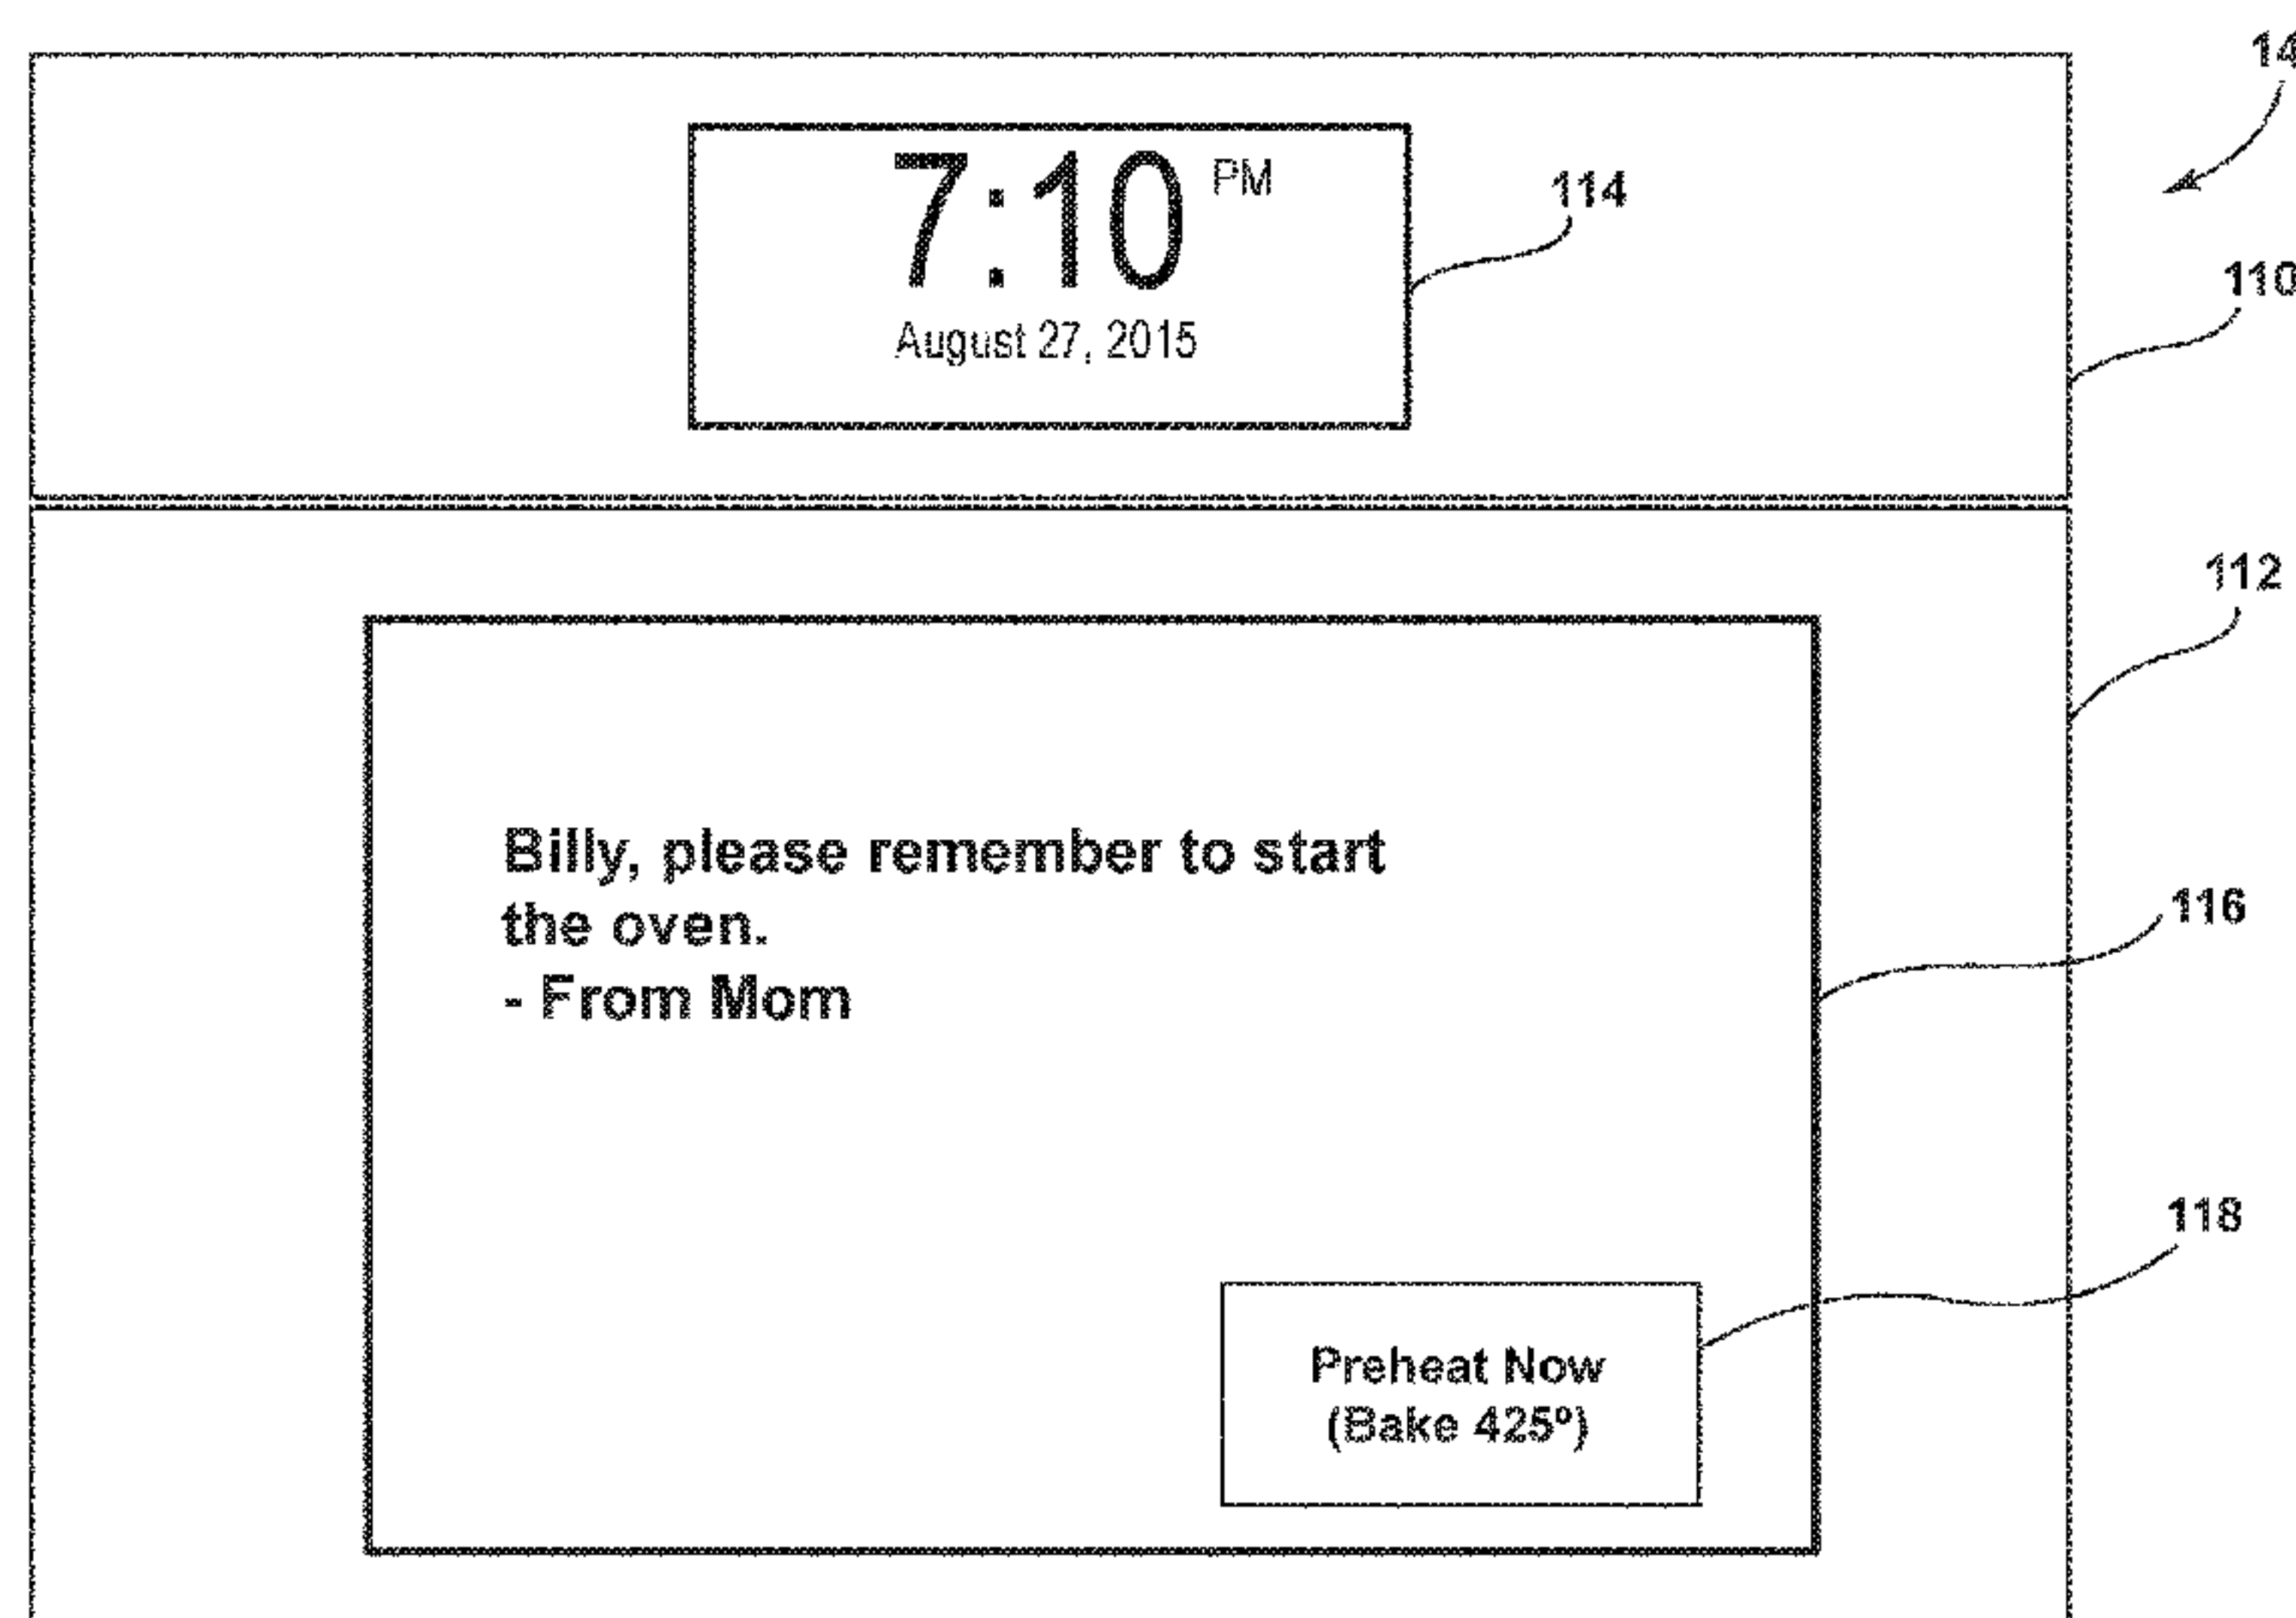 14
7:10 PM
114
August 27, 2015
110
112
Billy, please remember to start
the oven.
- From Mom
116
118
Preheat Now
(Bake 425º)